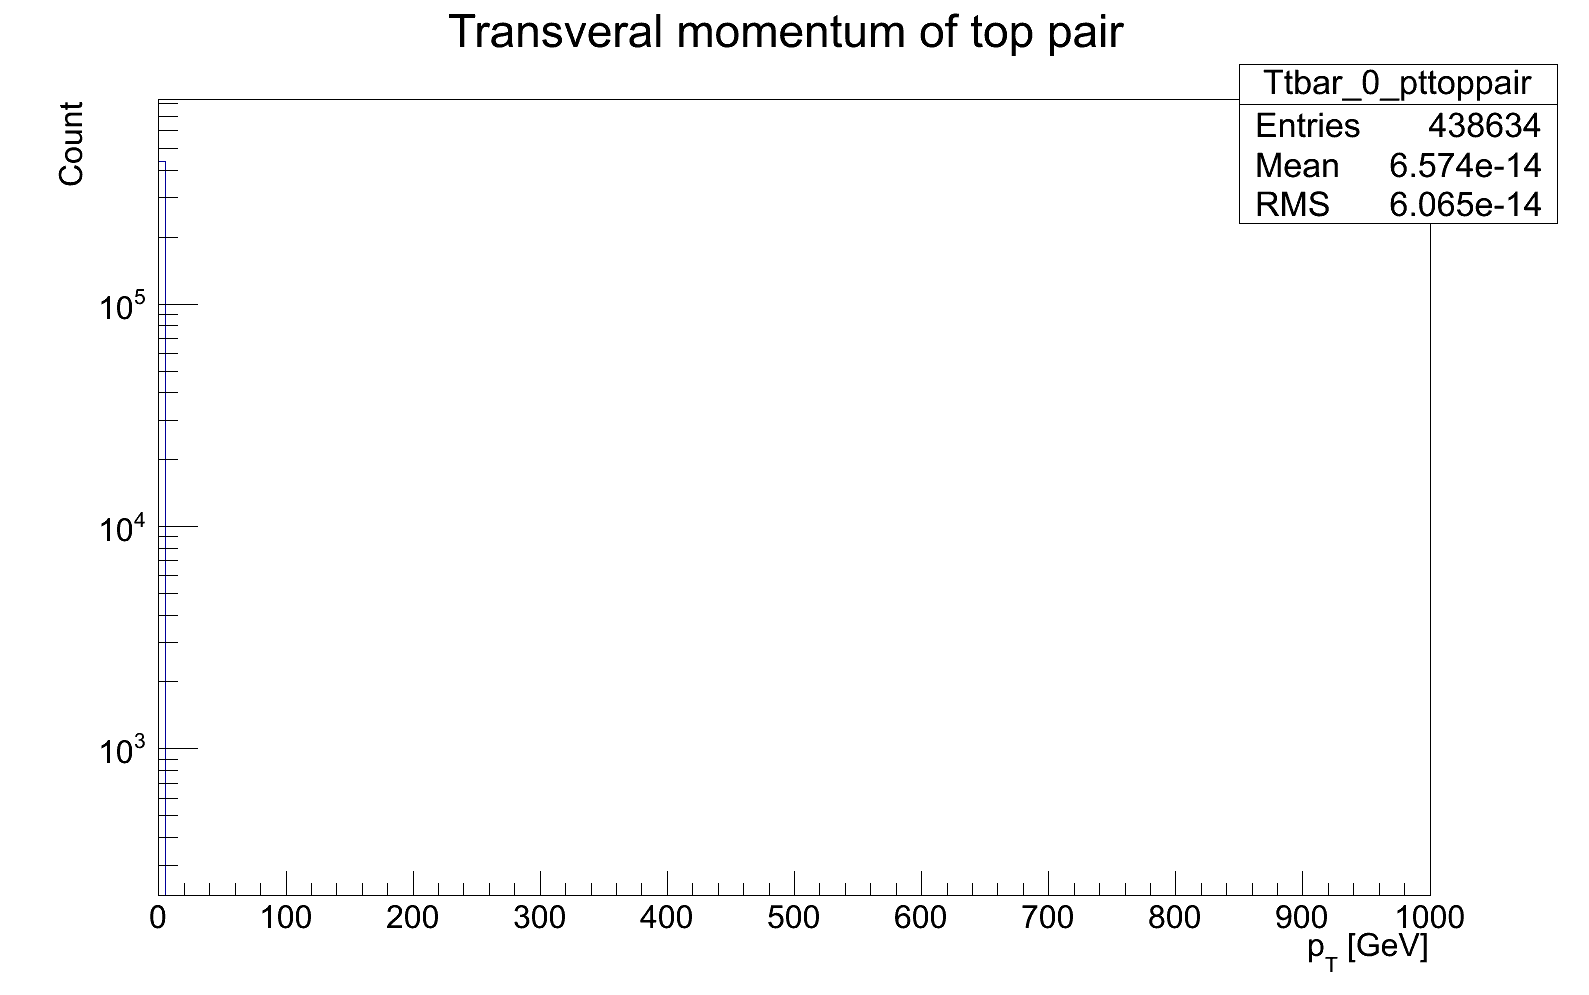 Transveral momentum of top pair
Ttbar_0_pttoppair
Entries 438634
Mean 6.574e-14
RMS 6.065e-14
Count
10^5
10^4
10^3
0 100 200 300 400 500 600 700 800 900 1000
p_T [GeV]